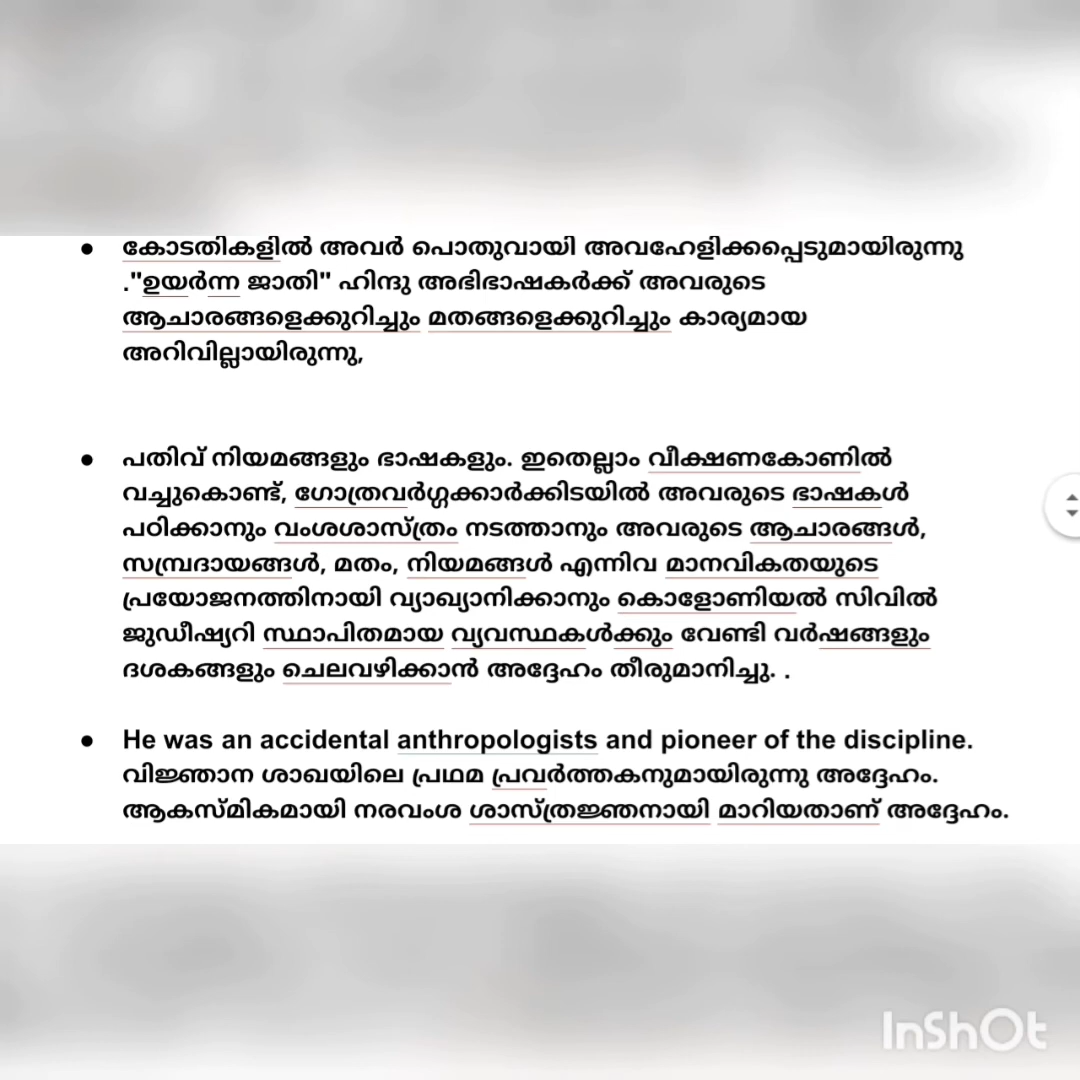 കോടതികളിൽ അവർ പൊതുവായി അവഹേളിക്കപ്പെടുമായിരുന്നു
."ഉയർന്ന ജാതി" ഹിന്ദു അഭിഭാഷകർക്ക് അവരുടെ
ആചാരങ്ങളെക്കുറിച്ചും മതങ്ങളെക്കുറിച്ചും കാര്യമായ
അറിവില്ലായിരുന്നു,
പതിവ് നിയമങ്ങളും ഭാഷകളും. ഇതെല്ലാം വീക്ഷണകോണിൽ
വച്ചുകൊണ്ട്, ഗോത്രവർഗ്ഗക്കാർക്കിടയിൽ അവരുടെ ഭാഷകൾ
പഠിക്കാനും വംശശാസ്ത്രം നടത്താനും അവരുടെ ആചാരങ്ങൾ,
സമ്പ്രദായങ്ങൾ, മതം, നിയമങ്ങൾ എന്നിവ മാനവികതയുടെ
പ്രയോജനത്തിനായി വ്യാഖ്യാനിക്കാനും കൊളോണിയൽ സിവിൽ
ജുഡീഷ്യറി സ്ഥാപിതമായ വ്യവസ്ഥകൾക്കും വേണ്ടി വർഷങ്ങളും
ദശകങ്ങളും ചെലവഴിക്കാൻ അദ്ദേഹം തീരുമാനിച്ചു. .
He was an accidental anthropologists and pioneer of the discipline.
വിജ്ഞാന ശാഖയിലെ പ്രഥമ പ്രവർത്തകനുമായിരുന്നു അദ്ദേഹം.
ആകസ്മികമായി നരവംശ ശാസ്ത്രജ്ഞനായി മാറിയതാണ് അദ്ദേഹം.
InShOt